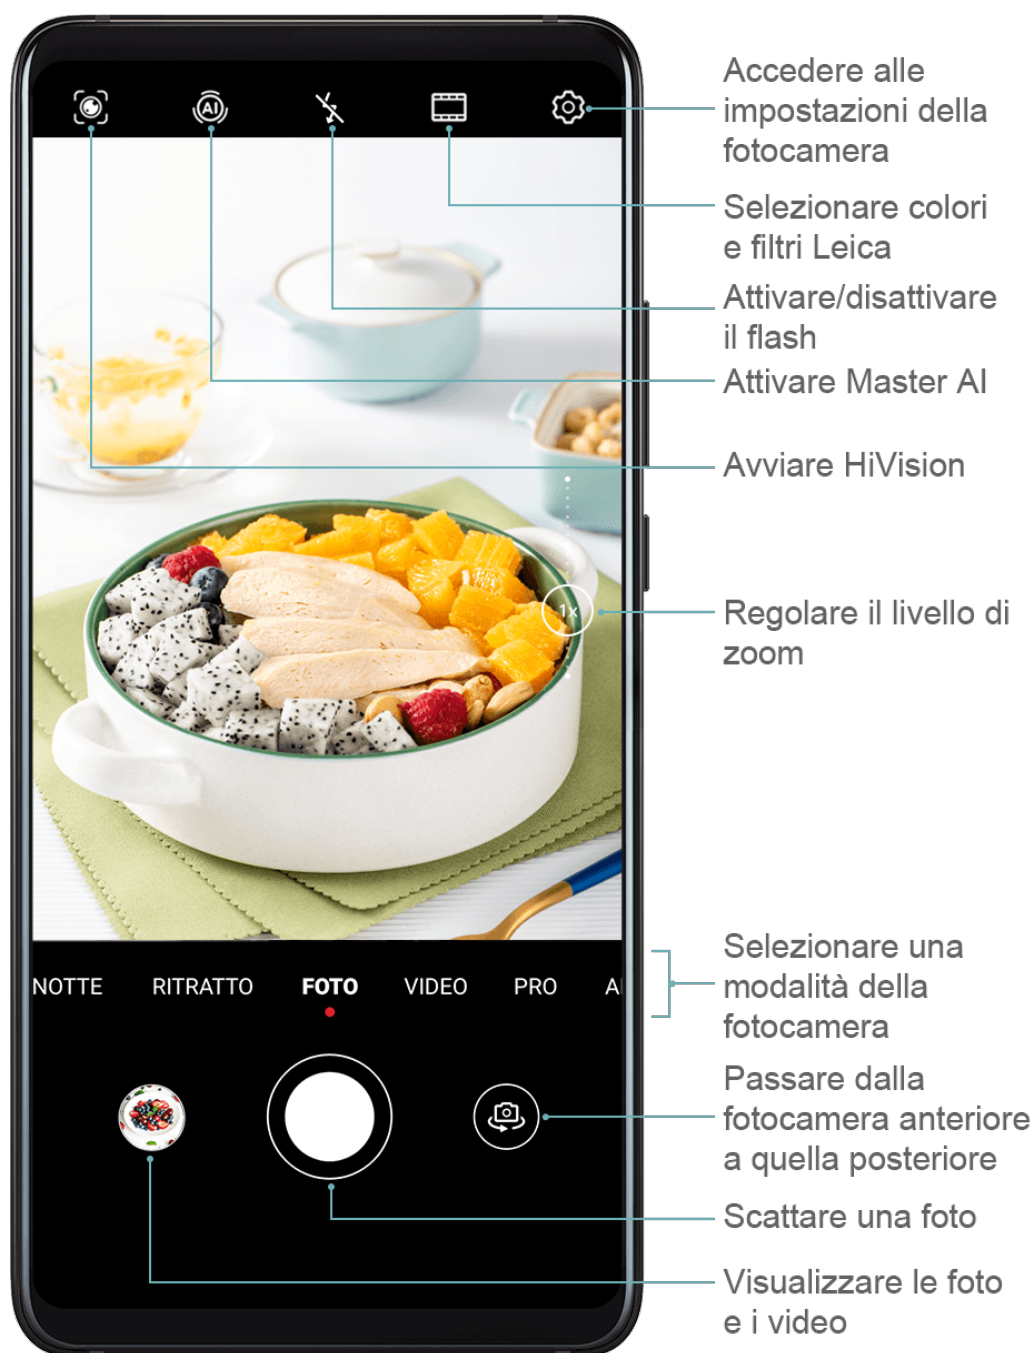 AI
Accedere alle
impostazioni della
fotocamera
Selezionare colori
e filtri Leica
Attivare/disattivare
il flash
Attivare Master AI
Avviare HiVision
1x
Regolare il livello di
zoom
NOTTE RITRATTO FOTO VIDEO PRO
Selezionare una
modalità della
fotocamera
Passare dalla
fotocamera anteriore
a quella posteriore
Scattare una foto
Visualizzare le foto
e i video